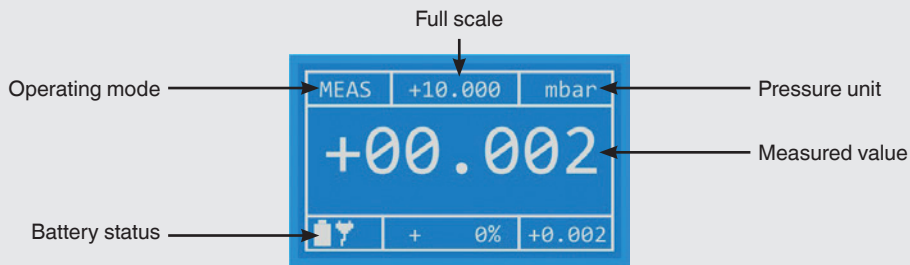 Full scale
Operating mode
MEAS +10.000 mbar
Pressure unit
+00.002
Measured value
Battery status
+ 0% +0.002